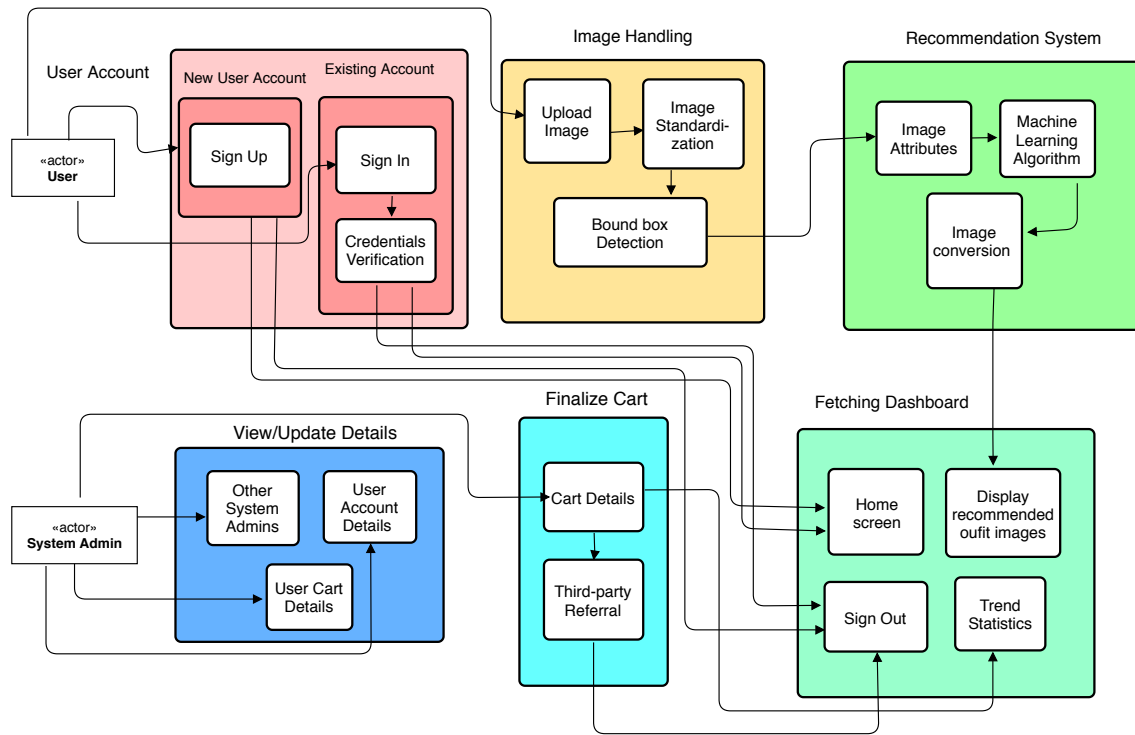 Image Handling
Recommendation System
User Account
New User Account
Existing Account
Sign Up
Sign In
Credentials
Verification
«actor»
User
Upload
Image
Image
Standardi-
zation
Bound box
Detection
Image
Attributes
Machine
Learning
Algorithm
Image
conversion
View/Update Details
Finalize Cart
Fetching Dashboard
«actor»
System Admin
Other
System
Admins
User
Account
Details
User Cart
Details
Cart Details
Third-party
Referral
Home
screen
Display
recommended
oufit images
Sign Out
Trend
Statistics